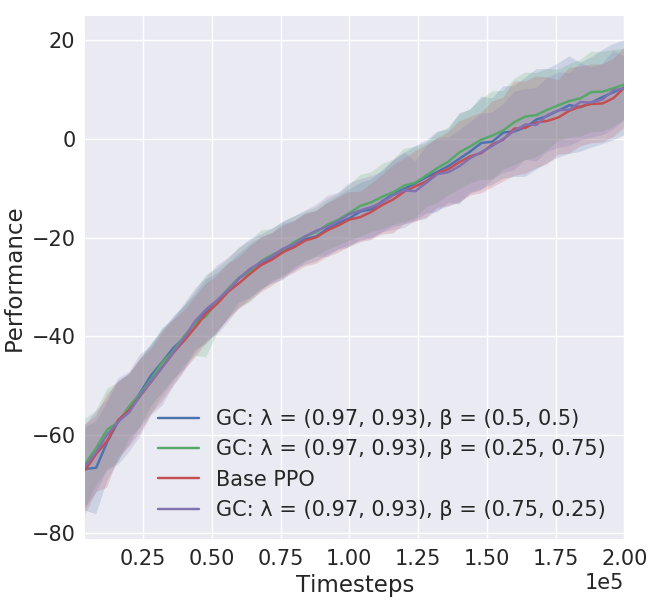 20
0
−20
−40
−60
−80
Performance
GC: λ = (0.97, 0.93), β = (0.5, 0.5)
GC: λ = (0.97, 0.93), β = (0.25, 0.75)
Base PPO
GC: λ = (0.97, 0.93), β = (0.75, 0.25)
0.25 0.50 0.75 1.00 1.25 1.50 1.75 2.00
Timesteps
1e5